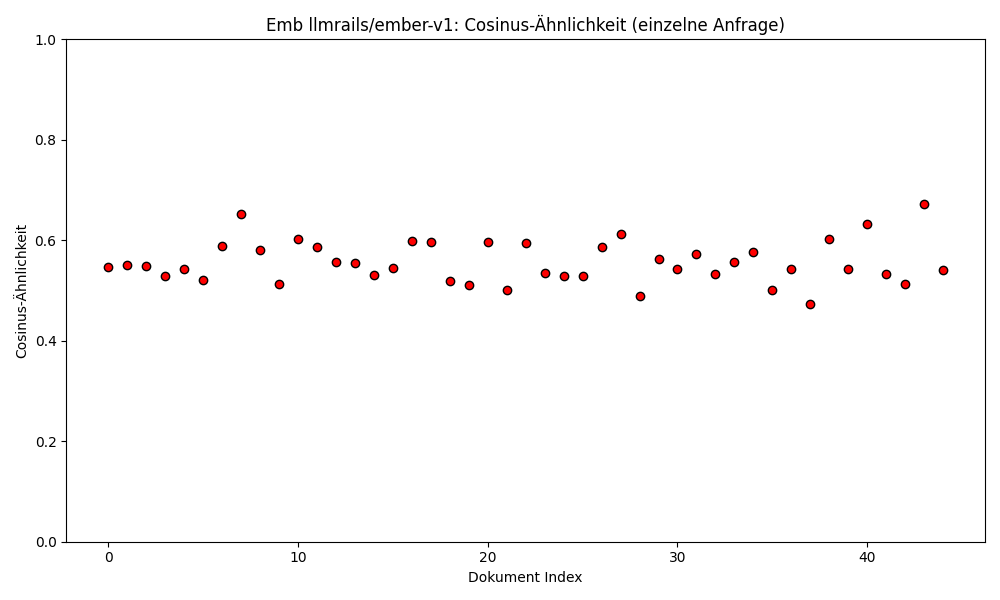 Emb llmrails/ember-v1: Cosinus-Ähnlichkeit (einzelne Anfrage)
1.0
0.8
0.6
0.4
0.2
0.0
Cosinus-Ähnlichkeit
0 10 20 30 40
Dokument Index